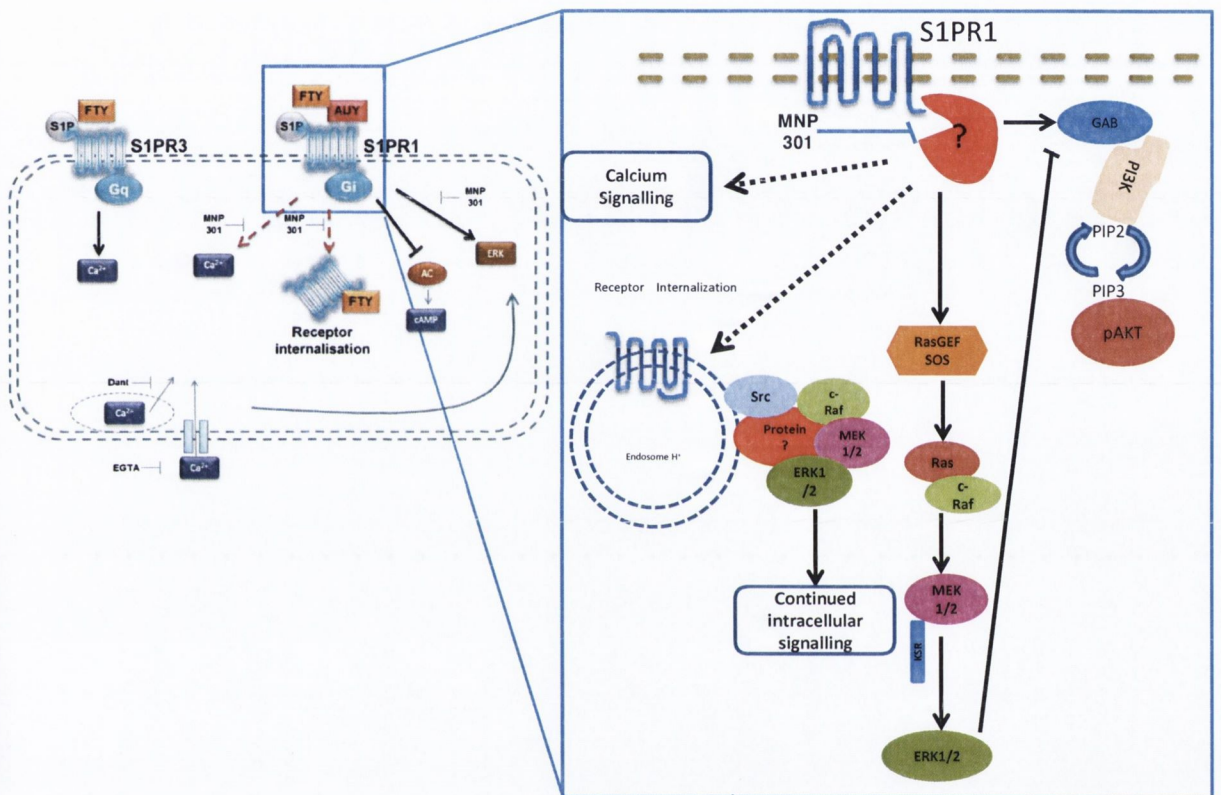 FTY
S1P
S1PR3
Gq
Ca²⁺
FTY
AUY
S1P
S1PR1
Gi
MNP
301
MNP
301
MNP
301
Ca²⁺
FTY
Receptor
internalisation
AC
cAMP
ERK
Dant
Ca²⁺
EGTA
Ca²⁺
S1PR1
MNP
301
?
GAB
PI3K
PIP2
PIP3
pAKT
Calcium
Signalling
Receptor Internalization
RasGEF
SOS
Src
c-
Raf
Protein
?
MEK
1/2
ERK1
/2
Endosome H⁺
Ras
c-
Raf
Continued
intracellular
signalling
MEK
1/2
KSR
ERK1/2